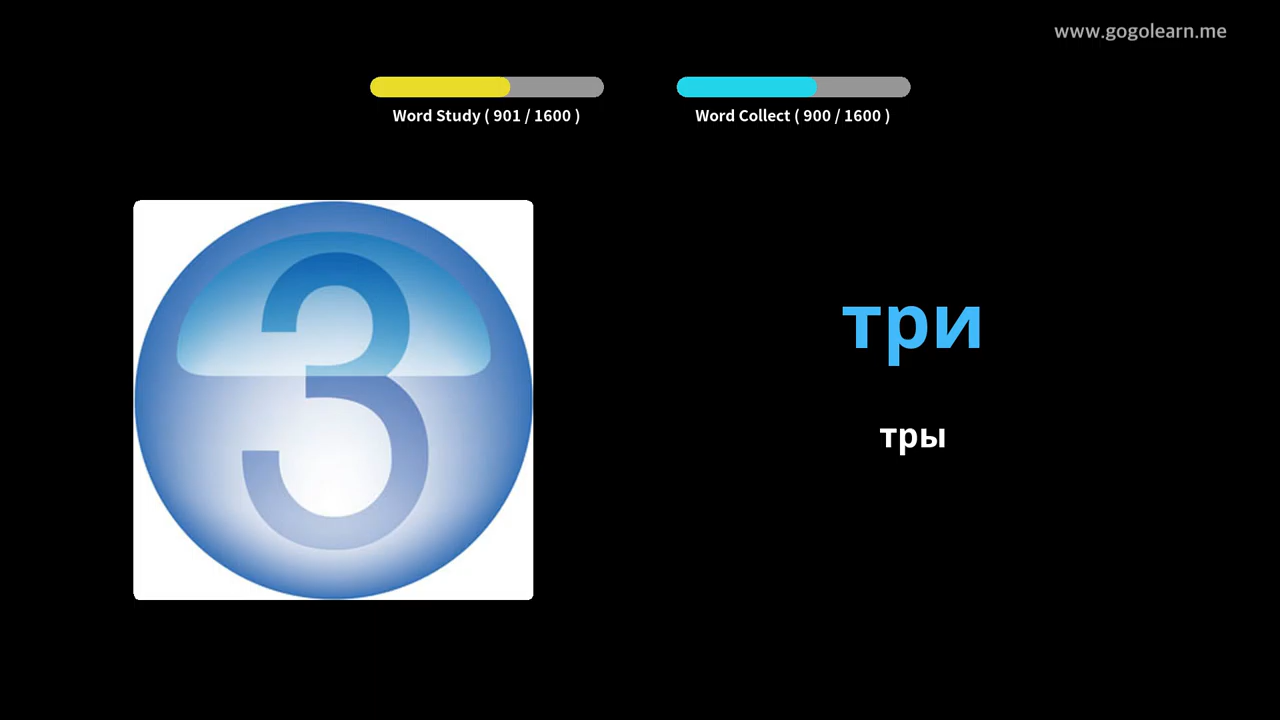 www.gogolearn.me
Word Study ( 901 / 1600 )
Word Collect ( 900 / 1600 )
3
три
тры